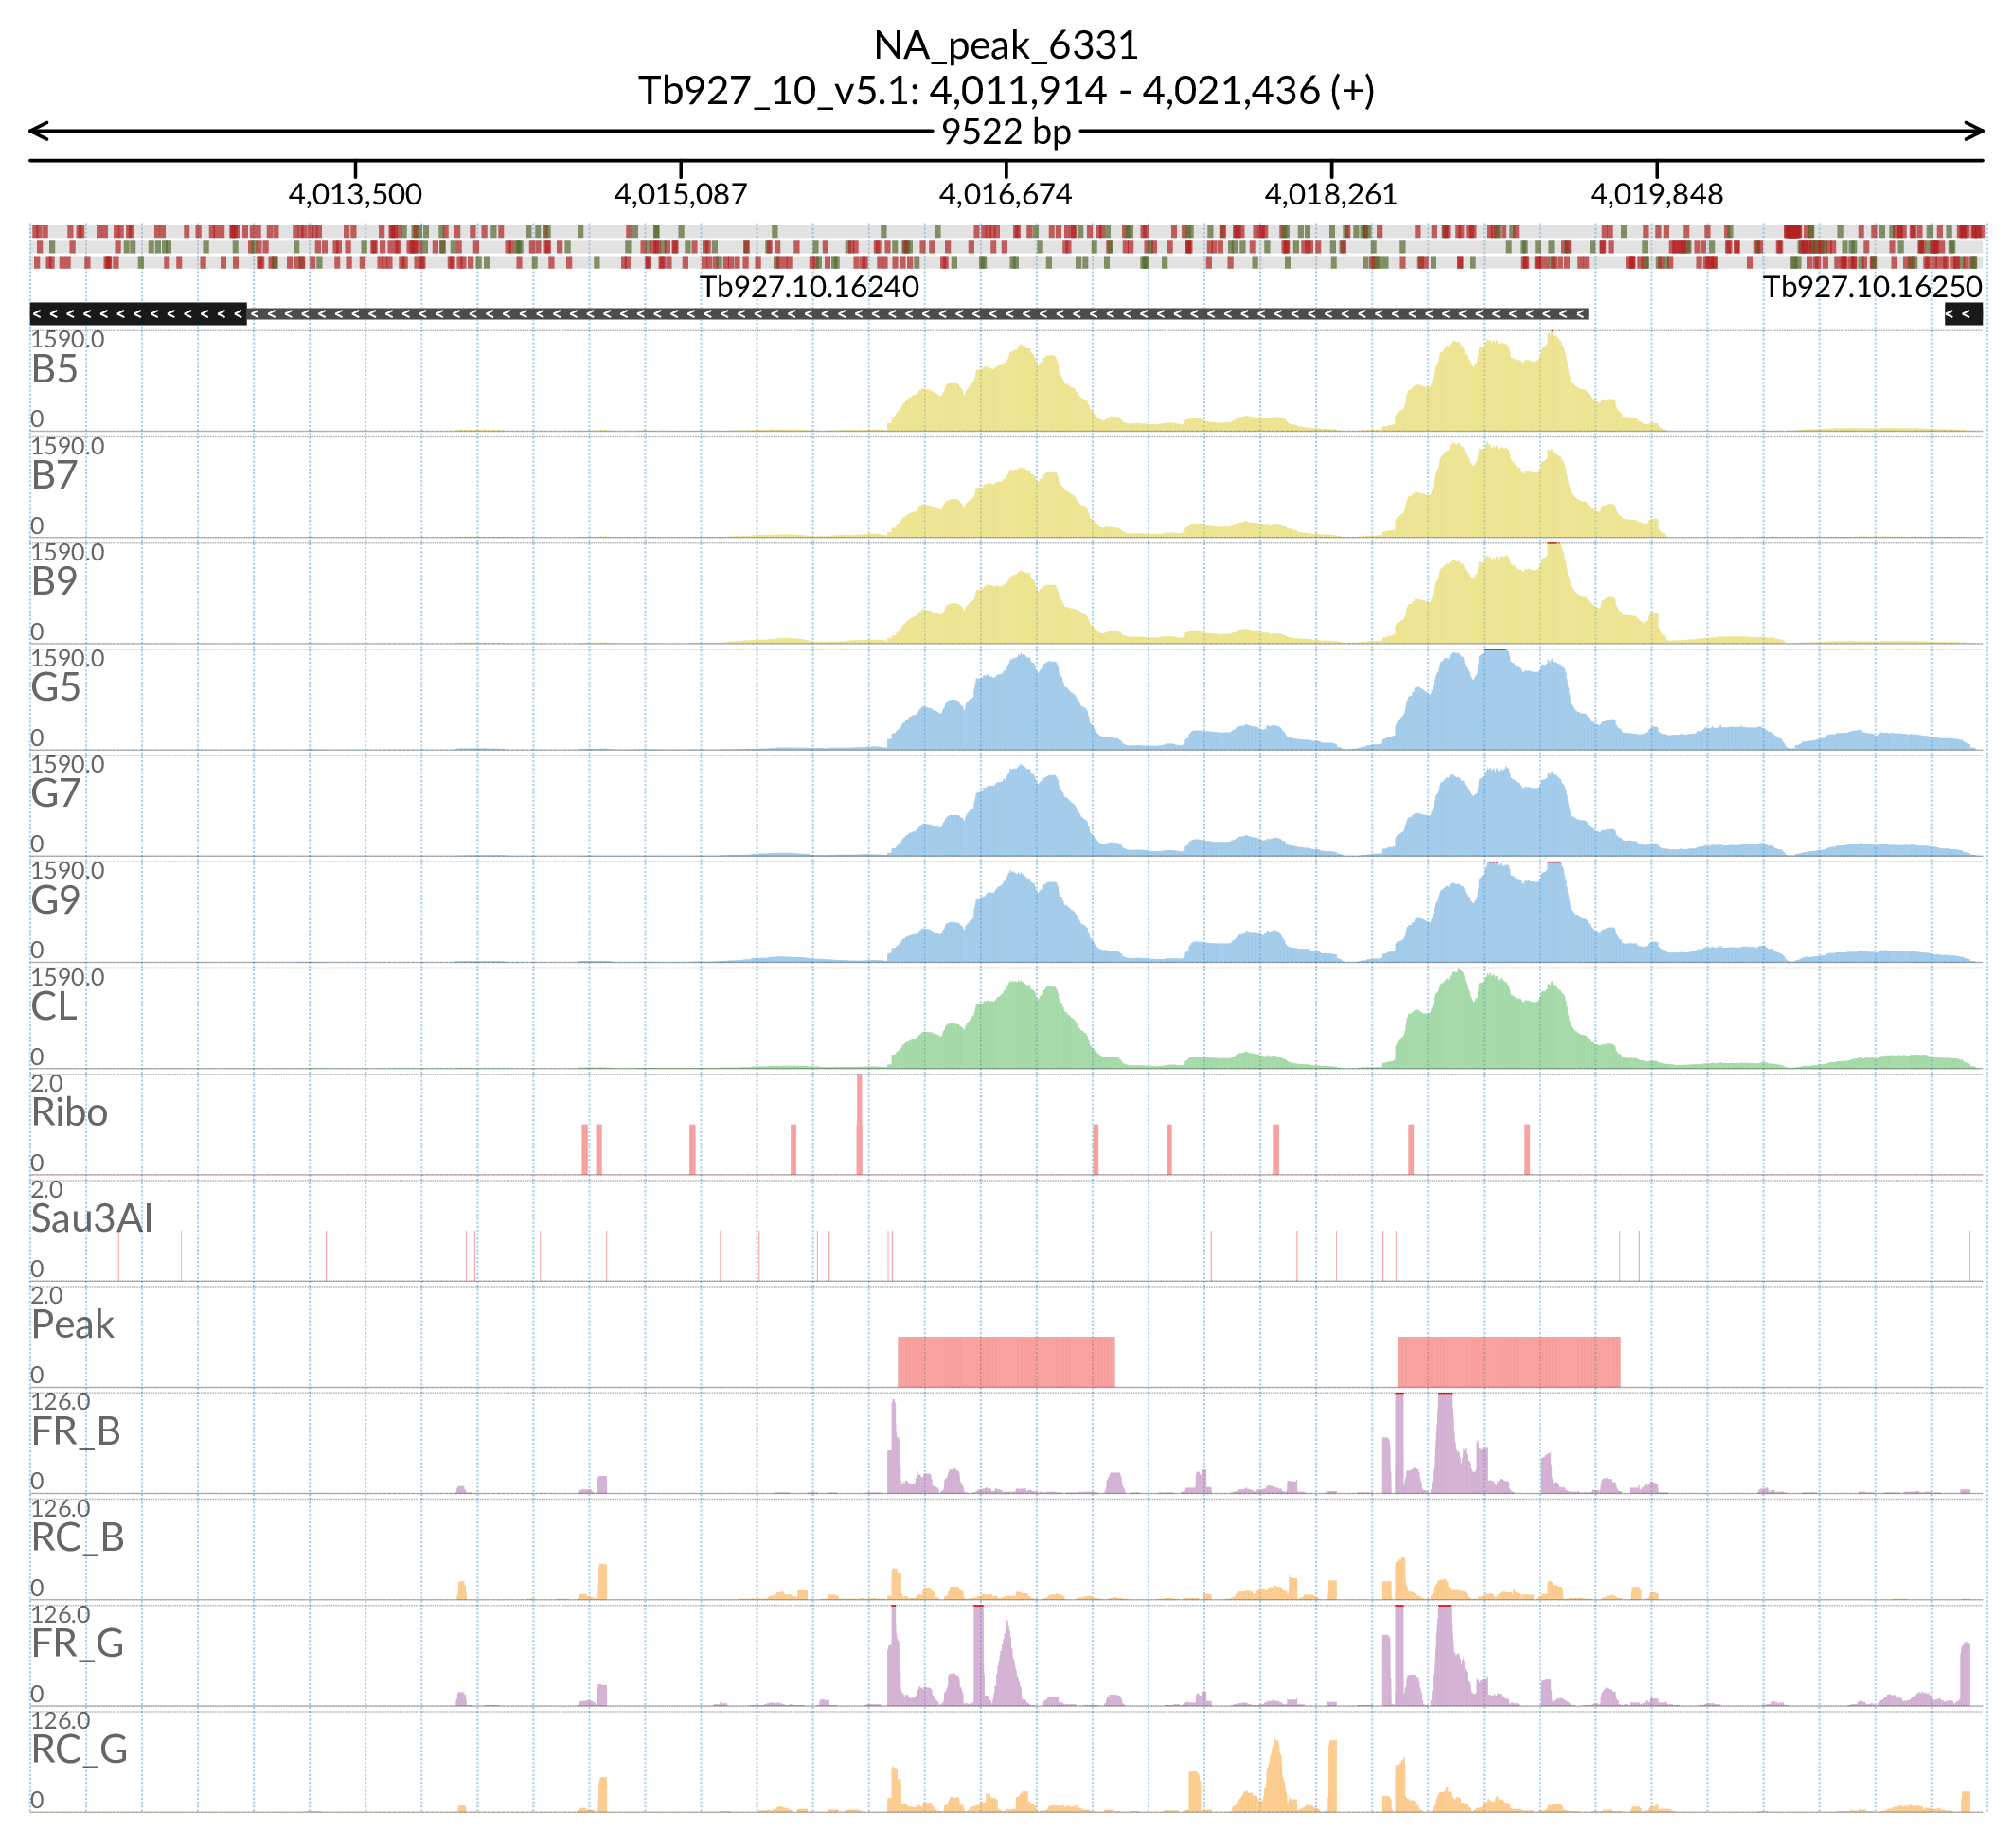 NA_peak_6331
Tb927_10_v5.1: 4,011,914 - 4,021,436 (+)
9522 bp
4,013,500 4,015,087 4,016,674 4,018,261 4,019,848
Tb927.10.16240 Tb927.10.16250
1590.0
B5
0
1590.0
B7
0
1590.0
B9
0
1590.0
G5
0
1590.0
G7
0
1590.0
G9
0
1590.0
CL
0
2.0
Ribo
0
2.0
Sau3AI
0
2.0
Peak
0
126.0
FR_B
0
126.0
RC_B
0
126.0
FR_G
0
126.0
RC_G
0